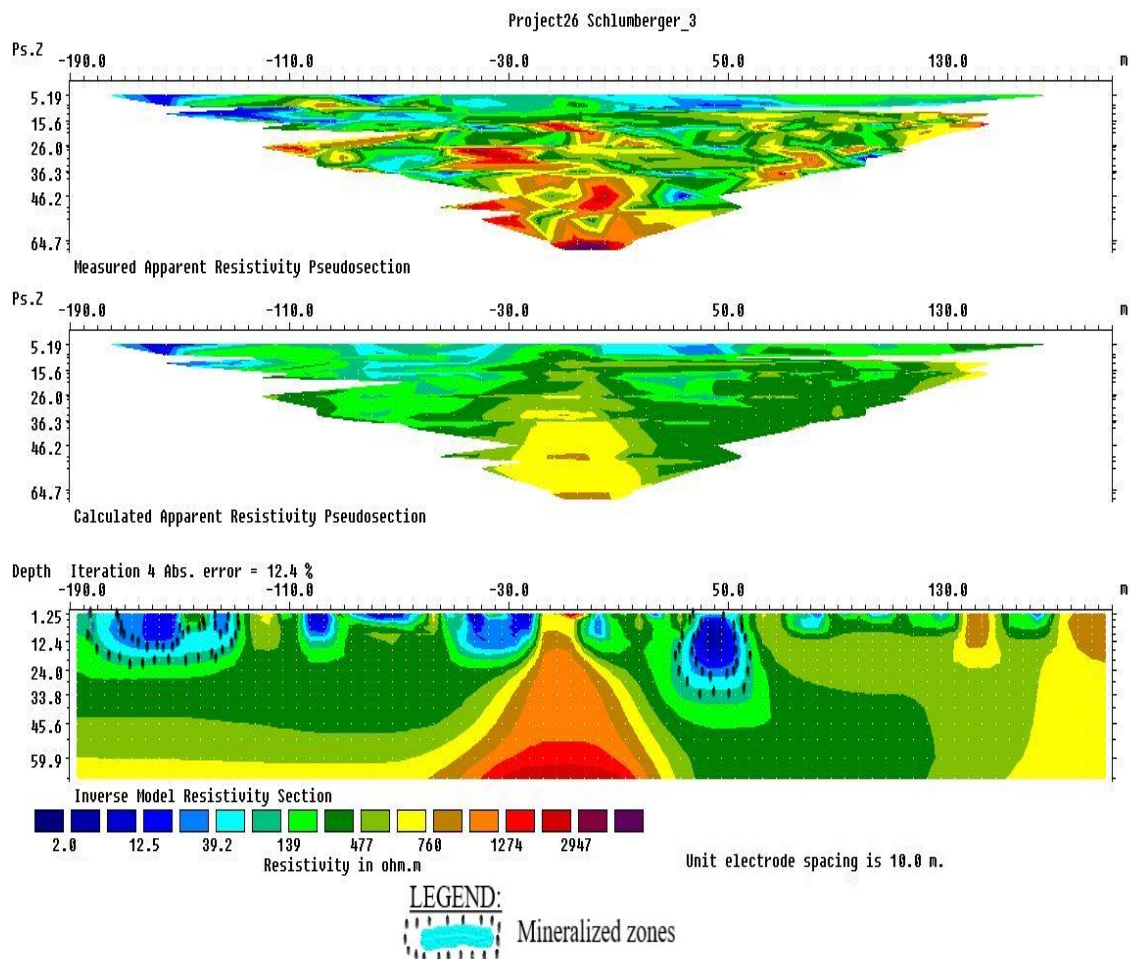 Project26 Schlumberger_3
Ps.Z
-190.0 -110.0 -30.0 50.0 130.0 m
5.19
15.6
26.0
36.3
46.2
64.7
Measured Apparent Resistivity Pseudosection
Ps.Z
-190.0 -110.0 -30.0 50.0 130.0 m
5.19
15.6
26.0
36.3
46.2
64.7
Calculated Apparent Resistivity Pseudosection
Depth Iteration 4 Abs. error = 12.4 %
-190.0 -110.0 -30.0 50.0 130.0 m
1.25
12.4
24.0
33.8
45.6
59.9
Inverse Model Resistivity Section
2.0 12.5 39.2 139 477 760 1274 2947
Resistivity in ohm.m
Unit electrode spacing is 10.0 m.
LEGEND:
Mineralized zones